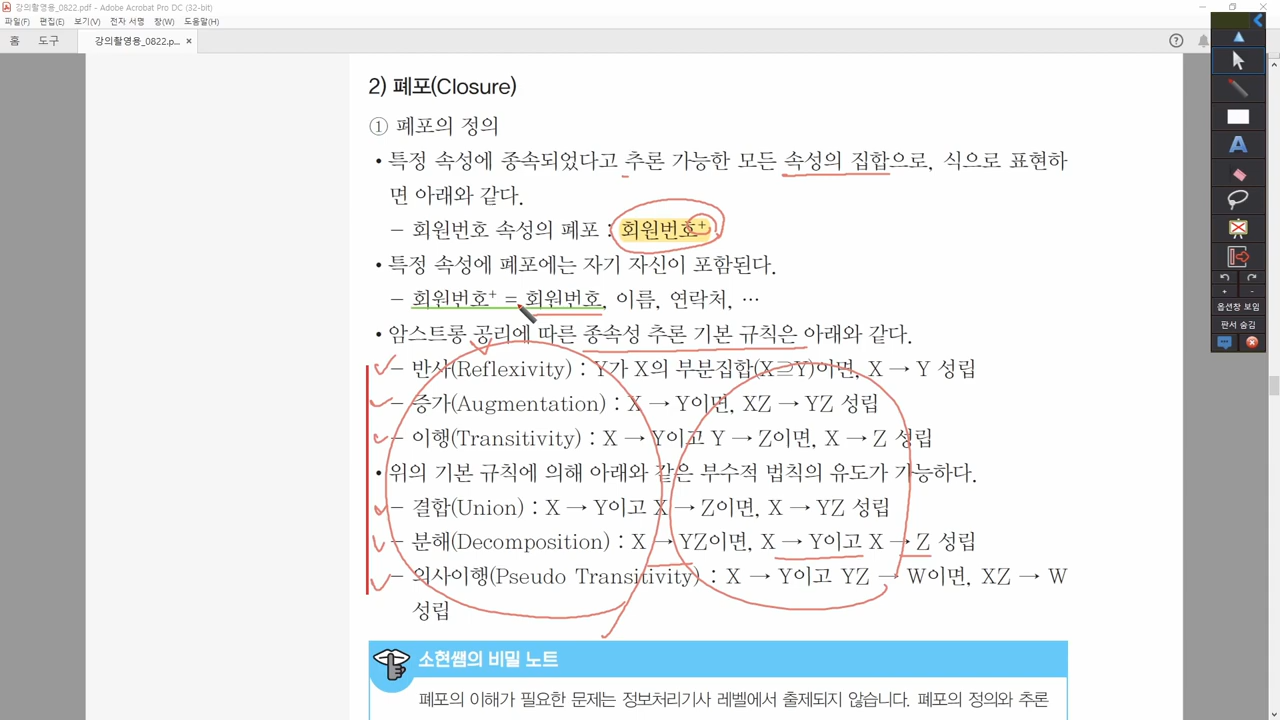 강의촬영용_0822.pdf - Adobe Acrobat Pro DC (32-bit)
파일(F) 편집(E) 보기(V) 전자 서명 창(W) 도움말(H)
홈 도구 강의촬영용_0822.p... ×
2) 폐포(Closure)
① 폐포의 정의
• 특정 속성에 종속되었다고 추론 가능한 모든 속성의 집합으로, 식으로 표현하
면 아래와 같다.
– 회원번호 속성의 폐포 : 회원번호⁺
• 특정 속성에 폐포에는 자기 자신이 포함된다.
– 회원번호⁺ = 회원번호, 이름, 연락처, …
• 암스트롱 공리에 따른 종속성 추론 기본 규칙은 아래와 같다.
– 반사(Reflexivity) : Y가 X의 부분집합(X⊇Y)이면, X → Y 성립
– 증가(Augmentation) : X → Y이면, XZ → YZ 성립
– 이행(Transitivity) : X → Y이고 Y → Z이면, X → Z 성립
• 위의 기본 규칙에 의해 아래와 같은 부수적 법칙의 유도가 가능하다.
– 결합(Union) : X → Y이고 X → Z이면, X → YZ 성립
– 분해(Decomposition) : X → YZ이면, X → Y이고 X → Z 성립
– 의사이행(Pseudo Transitivity) : X → Y이고 YZ → W이면, XZ → W
성립
소현쌤의 비밀 노트
폐포의 이해가 필요한 문제는 정보처리기사 레벨에서 출제되지 않습니다. 폐포의 정의와 추론
옵션창 보임
판서 숨김